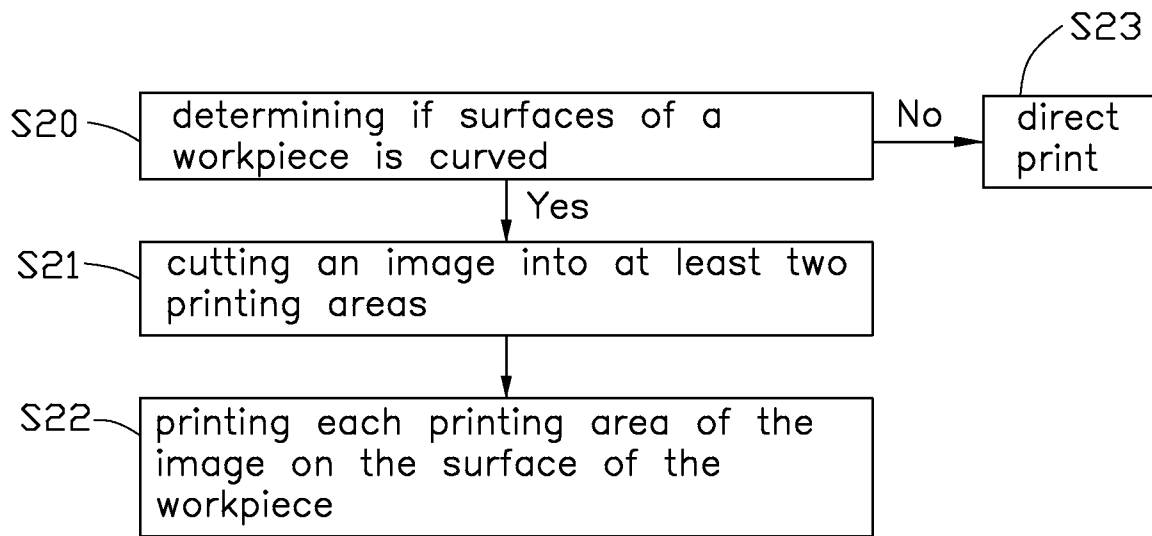 S23
S20
determining if surfaces of a
workpiece is curved
No
direct
print
Yes
S21
cutting an image into at least two
printing areas
S22
printing each printing area of the
image on the surface of the
workpiece